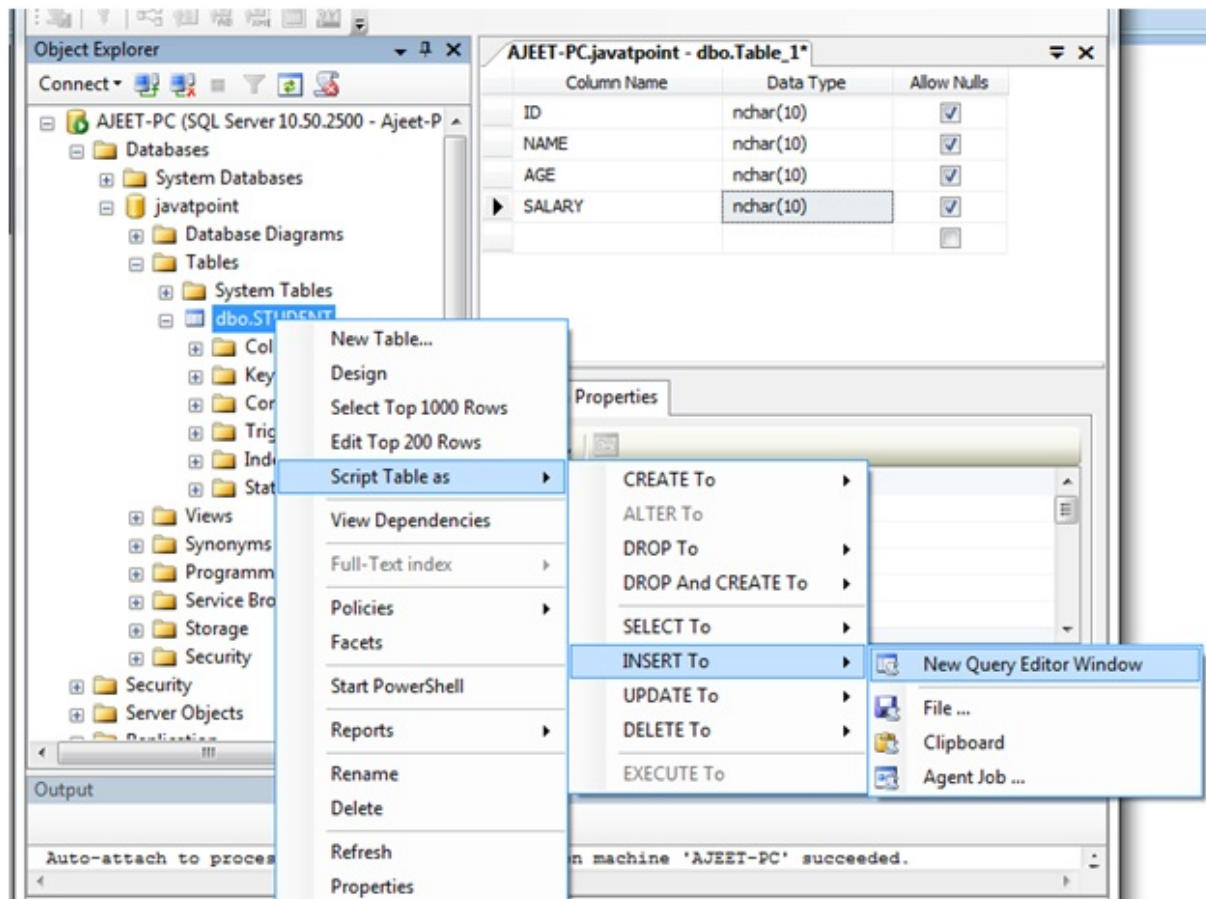 Object Explorer
Connect
AJEET-PC (SQL Server 10.50.2500 - Ajeet-P
Databases
System Databases
javatpoint
Database Diagrams
Tables
System Tables
dbo.STUDENT
Col
Key
Cor
Trig
Inde
Stat
Views
Synonyms
Programm
Service Bro
Storage
Security
Security
Server Objects
Replication
AJEET-PC.javatpoint - dbo.Table_1*
Column Name Data Type Allow Nulls
ID nchar(10)
NAME nchar(10)
AGE nchar(10)
SALARY nchar(10)
Properties
New Table...
Design
Select Top 1000 Rows
Edit Top 200 Rows
Script Table as
View Dependencies
Full-Text index
Policies
Facets
Start PowerShell
Reports
Rename
Delete
Refresh
Properties
CREATE To
ALTER To
DROP To
DROP And CREATE To
SELECT To
INSERT To
UPDATE To
DELETE To
EXECUTE To
New Query Editor Window
File ...
Clipboard
Agent Job ...
Output
Auto-attach to proces n machine 'AJEET-PC' succeeded.